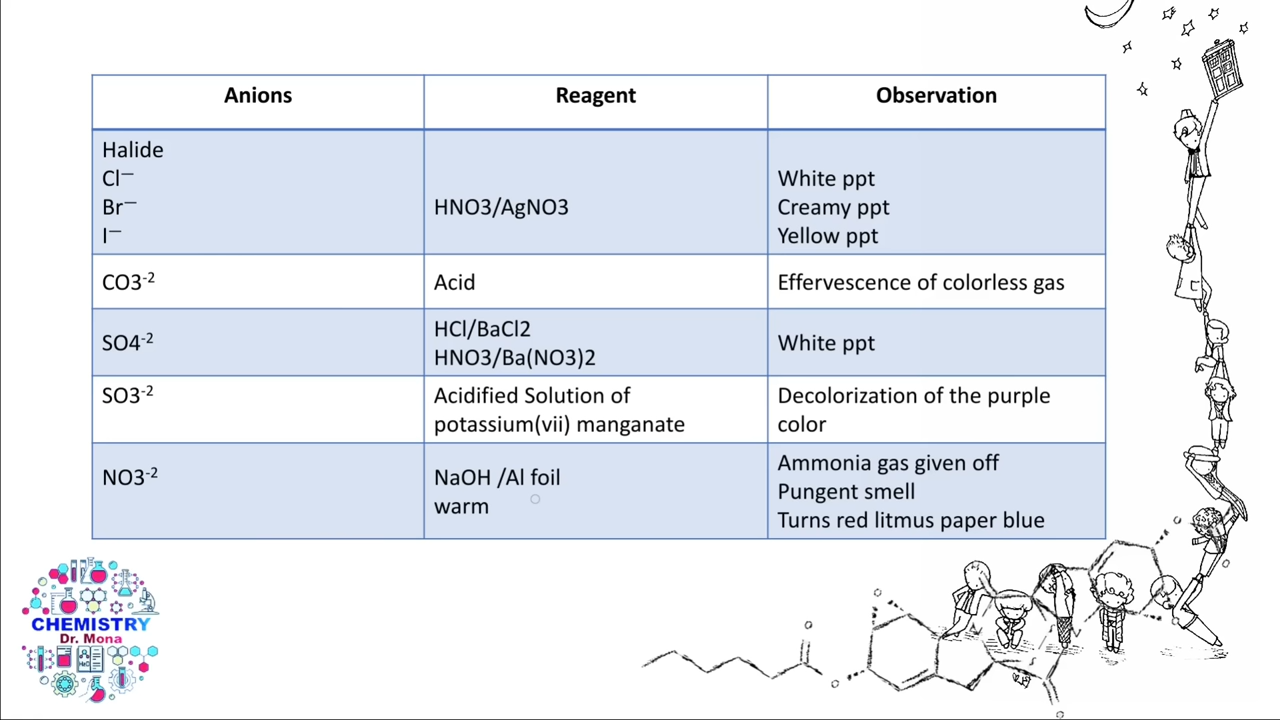 Anions Reagent Observation
Halide
Cl⁻
Br⁻
I⁻
HNO3/AgNO3
White ppt
Creamy ppt
Yellow ppt
CO3⁻² Acid Effervescence of colorless gas
SO4⁻²
HCl/BaCl2
HNO3/Ba(NO3)2
White ppt
SO3⁻²
Acidified Solution of
potassium(vii) manganate
Decolorization of the purple
color
NO3⁻²
NaOH /Al foil
warm
Ammonia gas given off
Pungent smell
Turns red litmus paper blue
CHEMISTRY
Dr. Mona